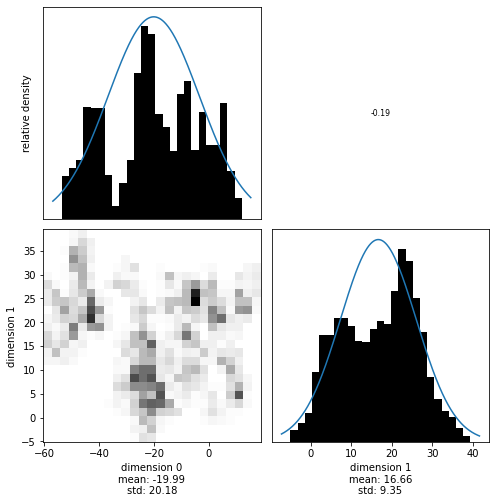 relative density
-0.19
dimension 1
35
30
25
20
15
10
5
0
−5
−60
−40
−20
0
dimension 0
mean: -19.99
std: 20.18
0
10
20
30
40
dimension 1
mean: 16.66
std: 9.35